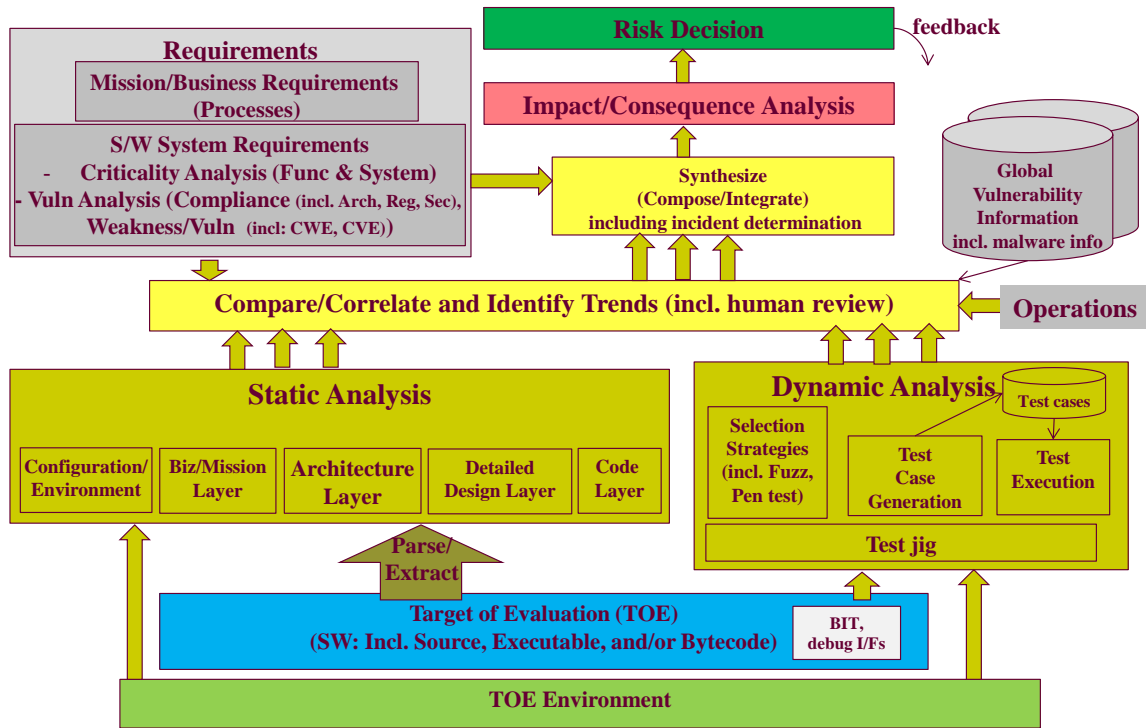 Requirements
Mission/Business Requirements
(Processes)
S/W System Requirements
- Criticality Analysis (Func & System)
- Vuln Analysis (Compliance (incl. Arch, Reg, Sec),
Weakness/Vuln (incl: CWE, CVE))
Risk Decision
feedback
Impact/Consequence Analysis
Synthesize
(Compose/Integrate)
including incident determination
Global
Vulnerability
Information
incl. malware info
Compare/Correlate and Identify Trends (incl. human review)
Operations
Static Analysis
Configuration/
Environment
Biz/Mission
Layer
Architecture
Layer
Detailed
Design Layer
Code
Layer
Dynamic Analysis
Selection
Strategies
(incl. Fuzz,
Pen test)
Test
Case
Generation
Test cases
Test
Execution
Test jig
Parse/
Extract
Target of Evaluation (TOE)
(SW: Incl. Source, Executable, and/or Bytecode)
BIT,
debug I/Fs
TOE Environment